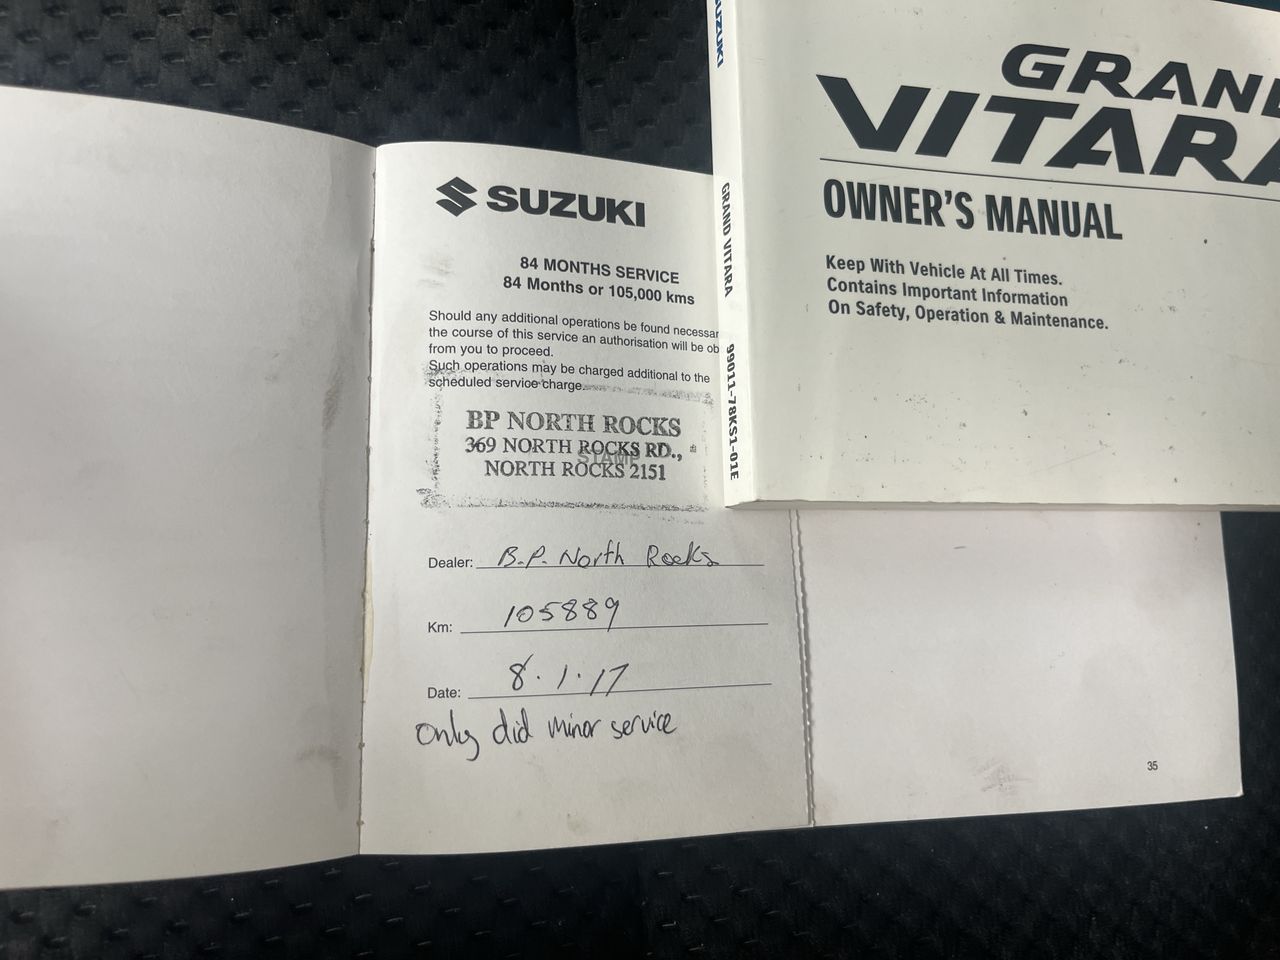 SUZUKI
84 MONTHS SERVICE
84 Months or 105,000 kms
Should any additional operations be found
the course of this service an authorisation will be
from you to proceed.
Such operations may be charged additional to the
scheduled service charge.
STAMP
BP NORTH ROCKS
369 NORTH ROCKS RD.,
NORTH ROCKS 2151
Dealer: B.P. North Rocks
Km: 105889
Date: 8.1.17
Only did minor service
35
SUZUKI
GRAND VITARA
99011-78KS1-01E
GRAND
VITARA
OWNER'S MANUAL
Keep With Vehicle At All Times.
Contains Important Information
On Safety, Operation & Maintenance.